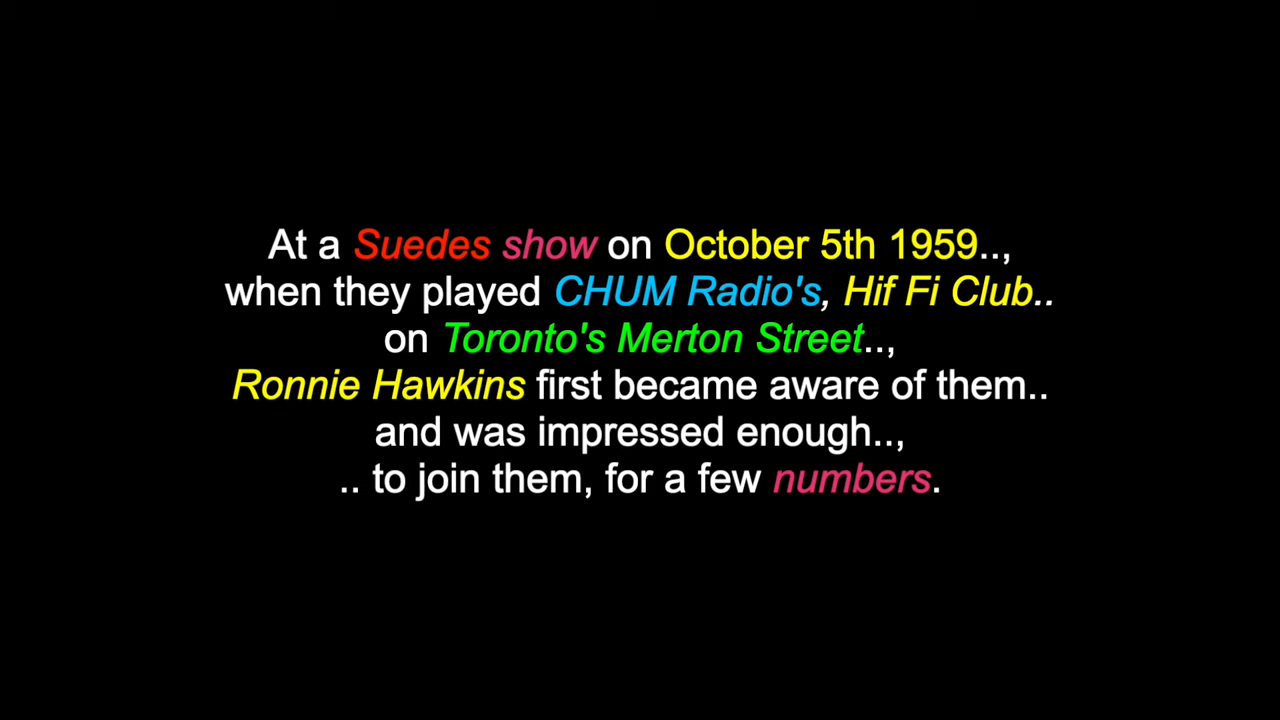 At a Suedes show on October 5th 1959..,
when they played CHUM Radio's, Hif Fi Club..
on Toronto's Merton Street..,
Ronnie Hawkins first became aware of them..
and was impressed enough..,
.. to join them, for a few numbers.